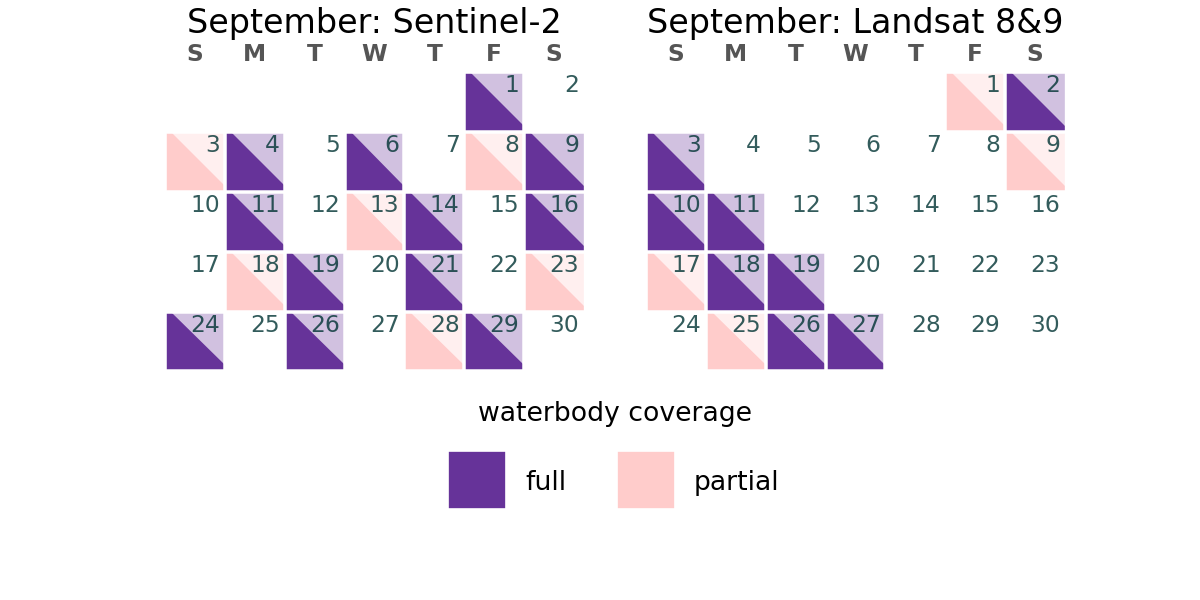 September: Sentinel-2
S M T W T F S
1 2
3 4 5 6 7 8 9
10 11 12 13 14 15 16
17 18 19 20 21 22 23
24 25 26 27 28 29 30
September: Landsat 8&9
S M T W T F S
1 2
3 4 5 6 7 8 9
10 11 12 13 14 15 16
17 18 19 20 21 22 23
24 25 26 27 28 29 30
waterbody coverage
full partial